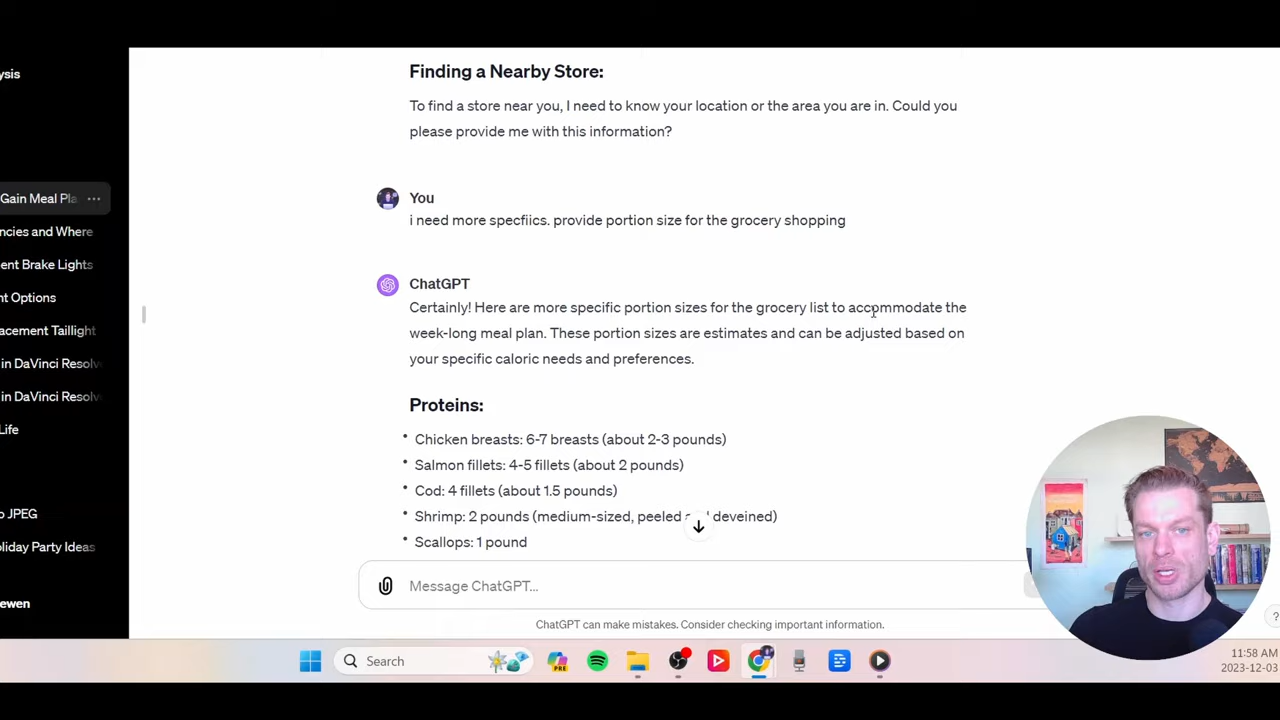 ysis
Gain Meal Pla
ncies and Where
ent Brake Lights
nt Options
acement Taillight
in DaVinci Resolv
in DaVinci Resolv
Life
o JPEG
liday Party Ideas
ewen
Finding a Nearby Store:
To find a store near you, I need to know your location or the area you are in. Could you
please provide me with this information?
You
i need more specfiics. provide portion size for the grocery shopping
ChatGPT
Certainly! Here are more specific portion sizes for the grocery list to accommodate the
week-long meal plan. These portion sizes are estimates and can be adjusted based on
your specific caloric needs and preferences.
Proteins:
• Chicken breasts: 6-7 breasts (about 2-3 pounds)
• Salmon fillets: 4-5 fillets (about 2 pounds)
• Cod: 4 fillets (about 1.5 pounds)
• Shrimp: 2 pounds (medium-sized, peeled and deveined)
• Scallops: 1 pound
Message ChatGPT...
ChatGPT can make mistakes. Consider checking important information.
?
Search
PRE
11:58 AM
2023-12-03